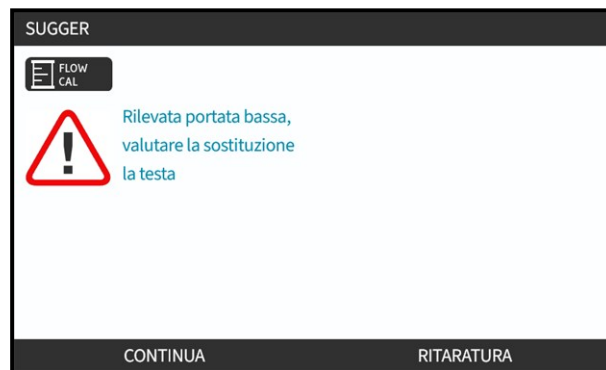 SUGGER
FLOW
CAL
Rilevata portata bassa,
valutare la sostituzione
la testa
CONTINUA
RITARATURA